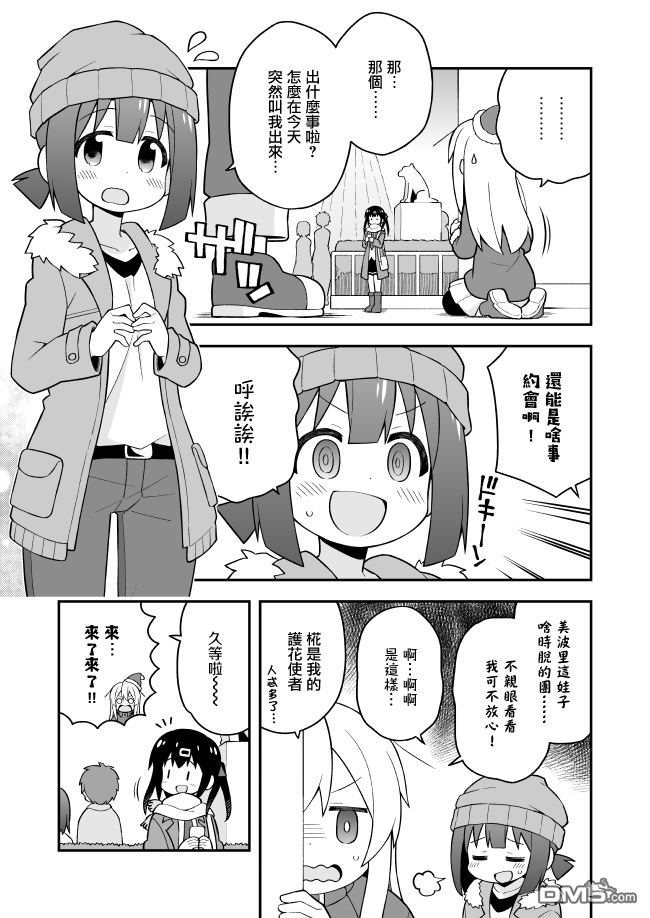 ………
那…
那個……
出什麼事啦?
怎麼在今天
突然叫我出來…
ザザ
還能是啥事
約會啊!
呼誒誒!!
ドキーン
美波里這娃子
啥時脫的團……
不親眼看看
我可不放心!
啊…啊啊
是這樣…
椛是我的
護花使者
人忒多了…
久等啦~~
來…
來了來了!!
DM5.com